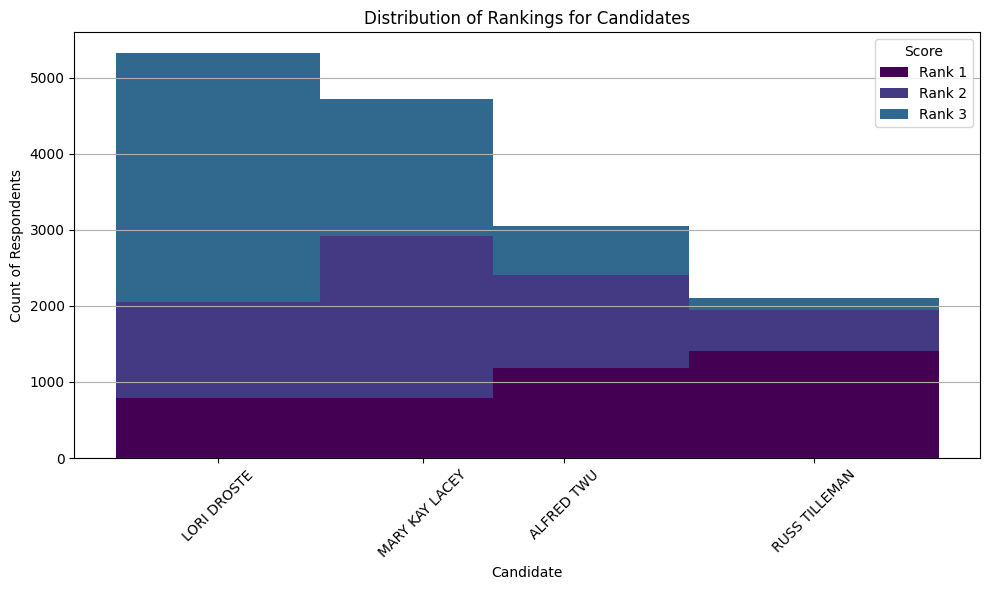 Distribution of Rankings for Candidates
Score
Rank 1
Rank 2
Rank 3
Count of Respondents
5000
4000
3000
2000
1000
0
LORI DROSTE
MARY KAY LACEY
ALFRED TWU
RUSS TILLEMAN
Candidate